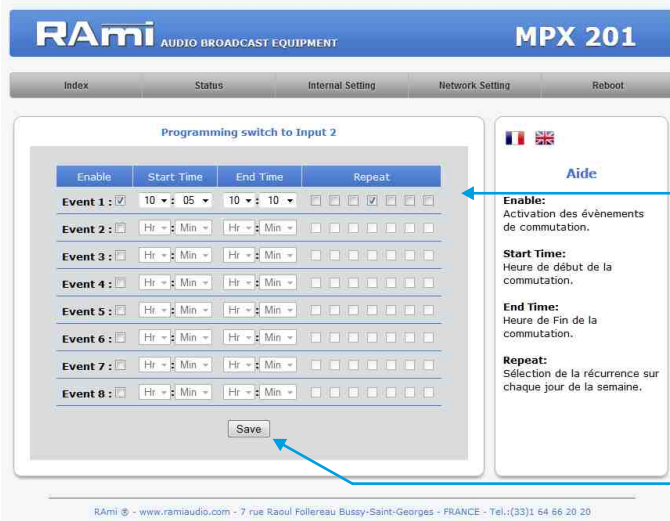 RAmi AUDIO BROADCAST EQUIPMENT MPX 201
Index Status Internal Setting Network Setting Reboot
Programming switch to Input 2
Enable Start Time End Time Repeat
Event 1 : 10 : 05 10 : 10
Event 2 : Hr : Min Hr : Min
Event 3 : Hr : Min Hr : Min
Event 4 : Hr : Min Hr : Min
Event 5 : Hr : Min Hr : Min
Event 6 : Hr : Min Hr : Min
Event 7 : Hr : Min Hr : Min
Event 8 : Hr : Min Hr : Min
Save
Aide
Enable:
Activation des évènements
de commutation.
Start Time:
Heure de début de la
commutation.
End Time:
Heure de Fin de la
commutation.
Repeat:
Sélection de la récurrence sur
chaque jour de la semaine.
RAmi ® - www.ramiaudio.com - 7 rue Raoul Follereau Bussy-Saint-Georges - FRANCE - Tel.:(33)1 64 66 20 20